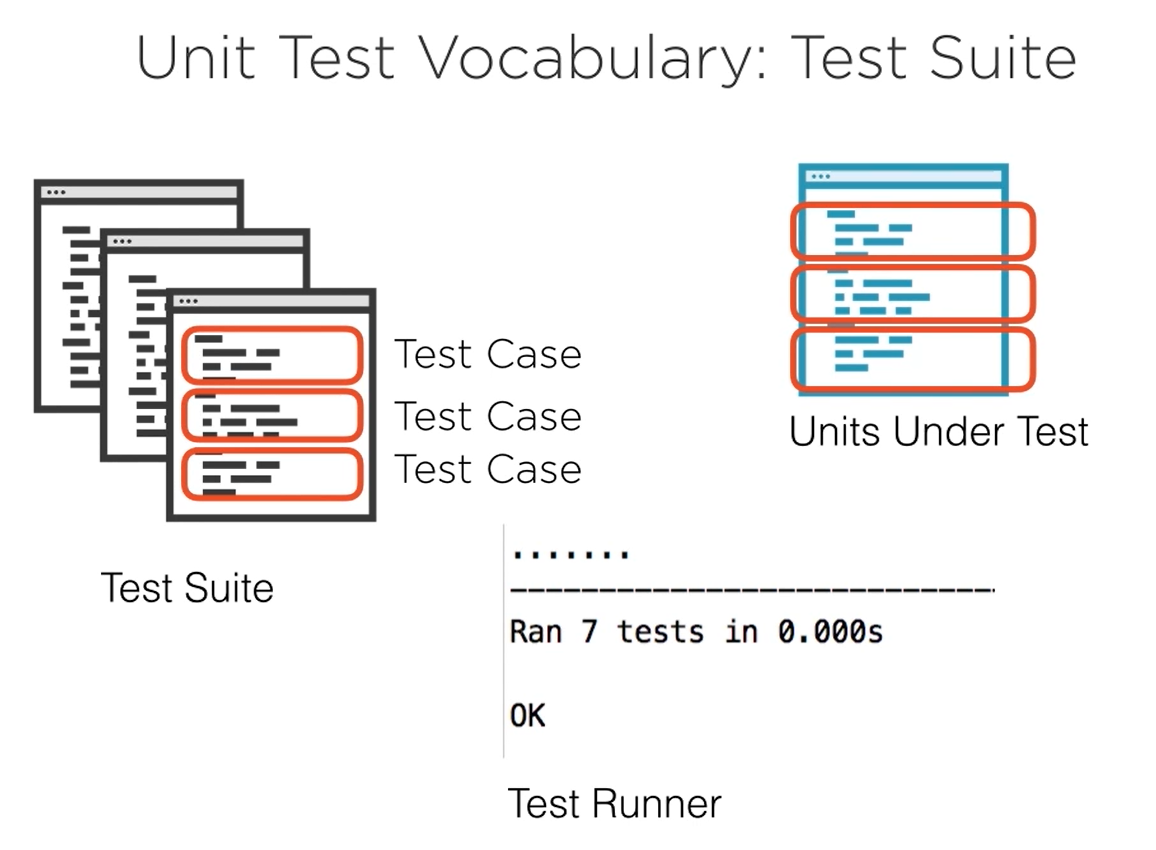 Unit Test Vocabulary: Test Suite
Test Case
Test Case
Test Case
Units Under Test
Test Suite
.......
---------------------------
Ran 7 tests in 0.000s
OK
Test Runner